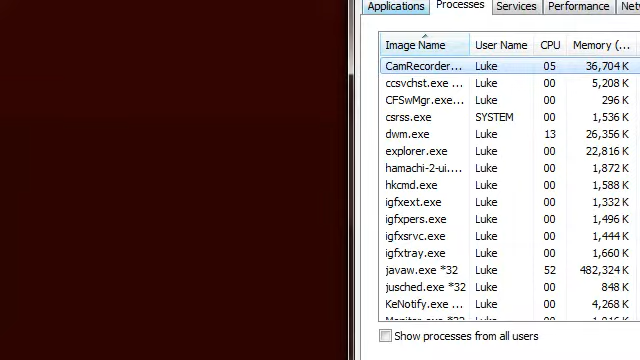 Applications Processes Services Performance
Image Name User Name CPU Memory (...
CamRecorder... Luke 05 36,704 K
ccsvchst.exe ... Luke 00 5,208 K
CFSwMgr.exe... Luke 00 296 K
csrss.exe SYSTEM 00 1,536 K
dwm.exe Luke 13 26,356 K
explorer.exe Luke 00 22,816 K
hamachi-2-ui.... Luke 00 1,872 K
hkcmd.exe Luke 00 1,588 K
igfxext.exe Luke 00 1,332 K
igfxpers.exe Luke 00 1,496 K
igfxsrvc.exe Luke 00 1,444 K
igfxtray.exe Luke 00 1,660 K
javaw.exe *32 Luke 52 482,324 K
jusched.exe *32 Luke 00 848 K
KeNotify.exe ... Luke 00 4,268 K
Show processes from all users